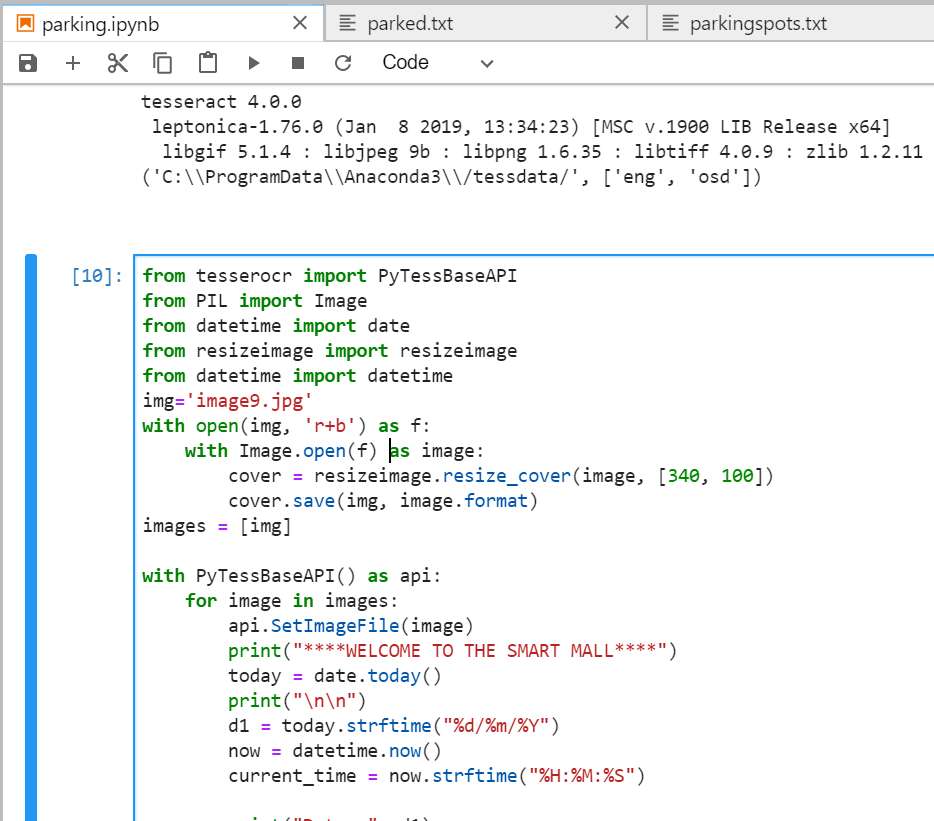 parking.ipynb
parked.txt
parkingspots.txt
Code
tesseract 4.0.0
leptonica-1.76.0 (Jan  8 2019, 13:34:23) [MSC v.1900 LIB Release x64]
libgif 5.1.4 : libjpeg 9b : libpng 1.6.35 : libtiff 4.0.9 : zlib 1.2.11
('C:\\ProgramData\\Anaconda3\\/tessdata/', ['eng', 'osd'])
[10]:
from tesserocr import PyTessBaseAPI
from PIL import Image
from datetime import date
from resizeimage import resizeimage
from datetime import datetime
img='image9.jpg'
with open(img, 'r+b') as f:
    with Image.open(f) as image:
        cover = resizeimage.resize_cover(image, [340, 100])
        cover.save(img, image.format)
images = [img]
with PyTessBaseAPI() as api:
    for image in images:
        api.SetImageFile(image)
        print("****WELCOME TO THE SMART MALL****")
        today = date.today()
        print("\n\n")
        d1 = today.strftime("%d/%m/%Y")
        now = datetime.now()
        current_time = now.strftime("%H:%M:%S")